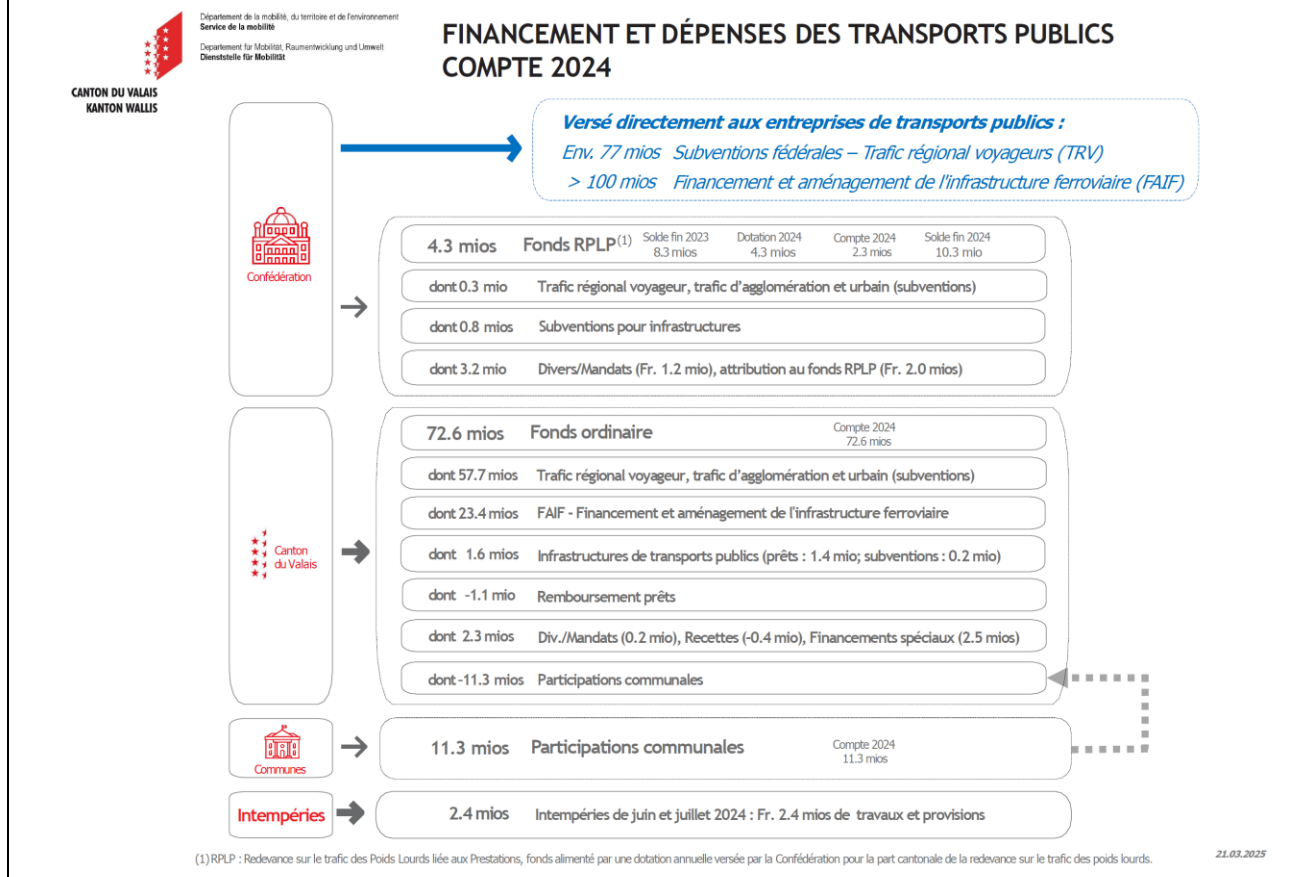 Département de la mobilité, du territoire et de l'environnement
Service de la mobilité
Departement für Mobilität, Raumentwicklung und Umwelt
Dienststelle für Mobilität
CANTON DU VALAIS
KANTON WALLIS
FINANCEMENT ET DÉPENSES DES TRANSPORTS PUBLICS
COMPTE 2024
Versé directement aux entreprises de transports publics :
Env. 77 mios Subventions fédérales – Trafic régional voyageurs (TRV)
> 100 mios Financement et aménagement de l'infrastructure ferroviaire (FAIF)
Confédération
4.3 mios Fonds RPLP(1) Solde fin 2023 Dotation 2024 Compte 2024 Solde fin 2024
8.3 mios 4.3 mios 2.3 mios 10.3 mio
dont 0.3 mio Trafic régional voyageur, trafic d'agglomération et urbain (subventions)
dont 0.8 mios Subventions pour infrastructures
dont 3.2 mio Divers/Mandats (Fr. 1.2 mio), attribution au fonds RPLP (Fr. 2.0 mios)
Canton
du Valais
72.6 mios Fonds ordinaire Compte 2024
72.6 mios
dont 57.7 mios Trafic régional voyageur, trafic d'agglomération et urbain (subventions)
dont 23.4 mios FAIF - Financement et aménagement de l'infrastructure ferroviaire
dont 1.6 mios Infrastructures de transports publics (prêts : 1.4 mio; subventions : 0.2 mio)
dont -1.1 mio Remboursement prêts
dont 2.3 mios Div./Mandats (0.2 mio), Recettes (-0.4 mio), Financements spéciaux (2.5 mios)
dont -11.3 mios Participations communales
Communes
11.3 mios Participations communales Compte 2024
11.3 mios
Intempéries
2.4 mios Intempéries de juin et juillet 2024 : Fr. 2.4 mios de travaux et provisions
(1) RPLP : Redevance sur le trafic des Poids Lourds liée aux Prestations, fonds alimenté par une dotation annuelle versée par la Confédération pour la part cantonale de la redevance sur le trafic des poids lourds.
21.03.2025